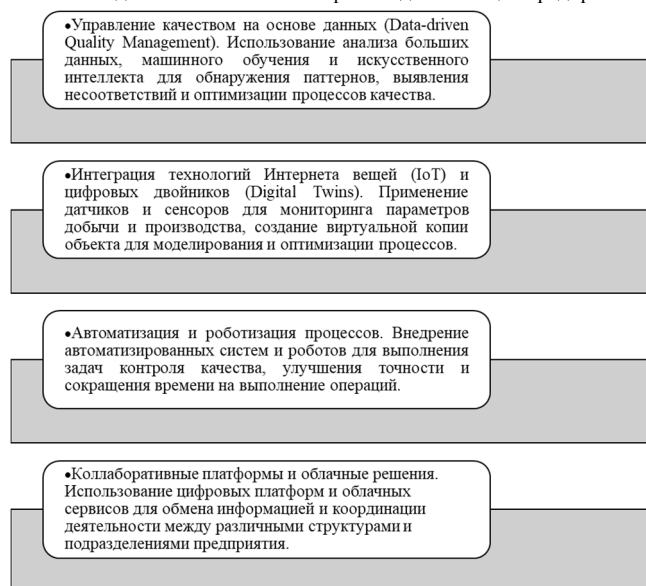 •Управление качеством на основе данных (Data-driven
Quality Management). Использование анализа больших
данных, машинного обучения и искусственного
интеллекта для обнаружения паттернов, выявления
несоответствий и оптимизации процессов качества.
•Интеграция технологий Интернета вещей (IoT) и
цифровых двойников (Digital Twins). Применение
датчиков и сенсоров для мониторинга параметров
добычи и производства, создание виртуальной копии
объекта для моделирования и оптимизации процессов.
•Автоматизация и роботизация процессов. Внедрение
автоматизированных систем и роботов для выполнения
задач контроля качества, улучшения точности и
сокращения времени на выполнение операций.
•Коллаборативные платформы и облачные решения.
Использование цифровых платформ и облачных
сервисов для обмена информацией и координации
деятельности между различными структурами и
подразделениями предприятия.